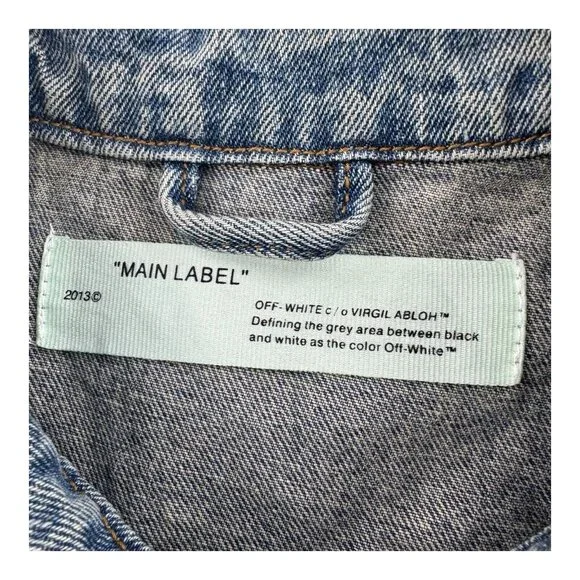 "MAIN LABEL"
2013©
OFF-WHITE c/o VIRGIL ABLOH™
Defining the grey area between black
and white as the color Off-White™